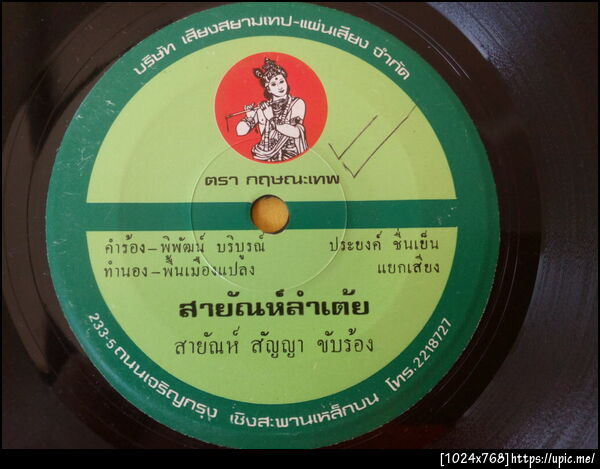 บริษัท เสียงสยามเทป-แผ่นเสียง จำกัด
ตรา กฤษณะเทพ
คำร้อง-พิพัฒน์ บริบูรณ์ ประยงค์ ชื่นเย็น
ทำนอง-พื้นเมืองแปลง แยกเสียง
สายัณห์ลำเต้ย
สายัณห์ สัญญา ขับร้อง
233-5 ถนนเจริญกรุง เชิงสะพานเหล็กบน โทร.2218727
[1024x768]https://upic.me/